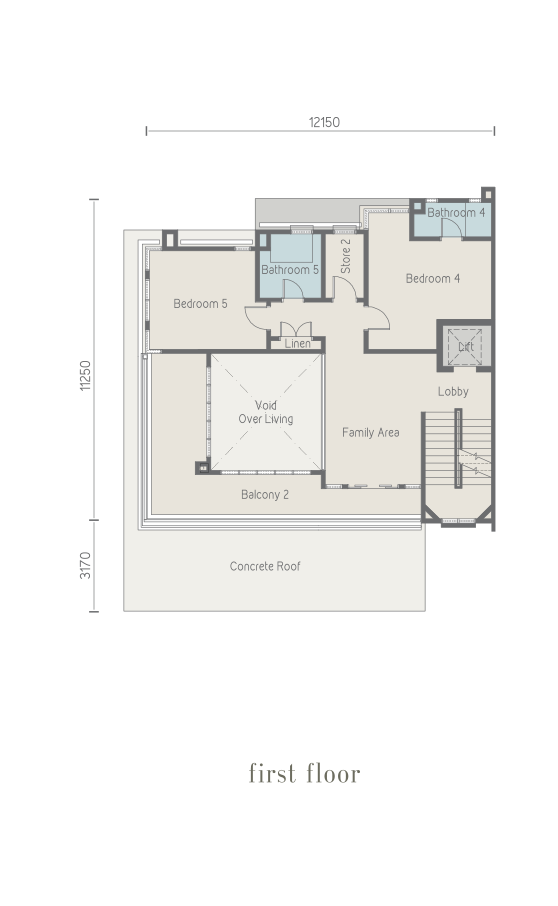 12150
Bathroom 4
Store 2
Bathroom 5
Bedroom 4
Bedroom 5
Linen
Lift
11250
Lobby
Void
Over Living
Family Area
Balcony 2
3170
Concrete Roof
first floor